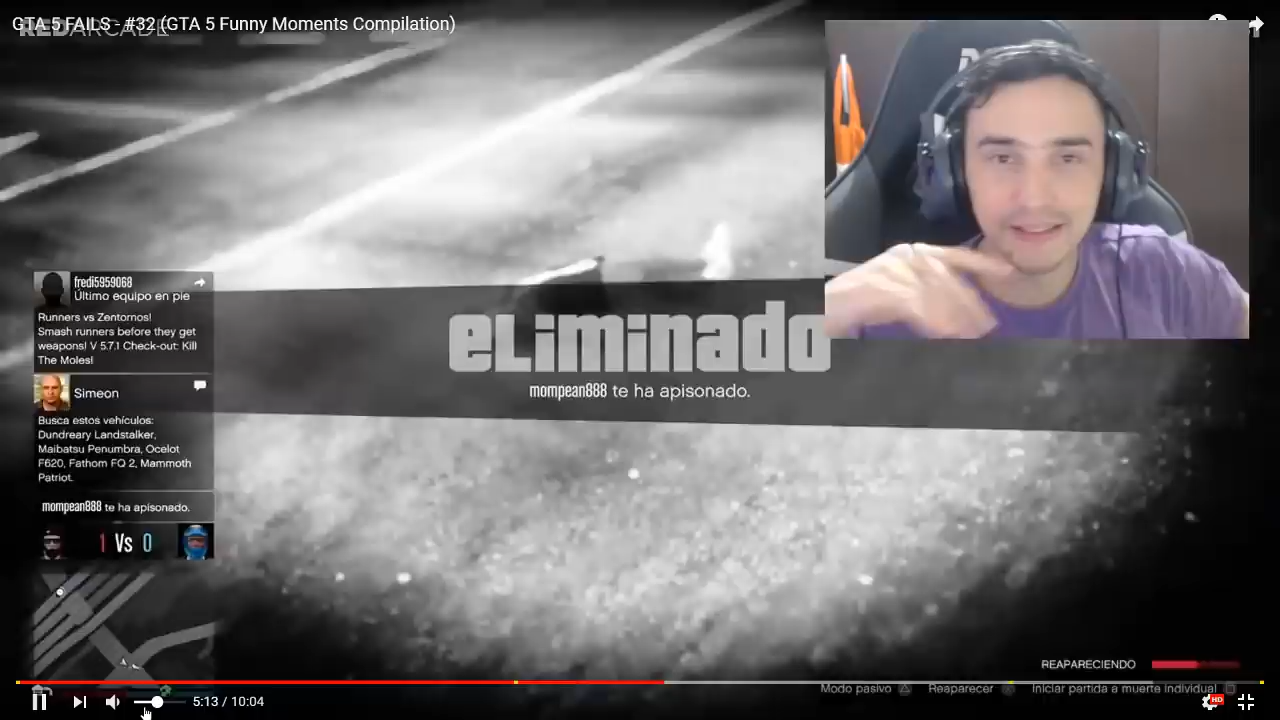 GTA 5 FAILS - #32 (GTA 5 Funny Moments Compilation)
REDARCADE
fredi5959068
Último equipo en pie
Runners vs Zentornos!
Smash runners before they get
weapons! V 5.7.1 Check-out: Kill
The Moles!
Simeon
Busca estos vehículos:
Dundreary Landstalker,
Maibatsu Penumbra, Ocelot
F620, Fathom FQ 2, Mammoth
Patriot.
mompean888 te ha apisonado.
1 Vs 0
eLiminado
mompean888 te ha apisonado.
REAPARECIENDO
Modo pasivo Reaparecer Iniciar partida a muerte individual
5:13 / 10:04
HD